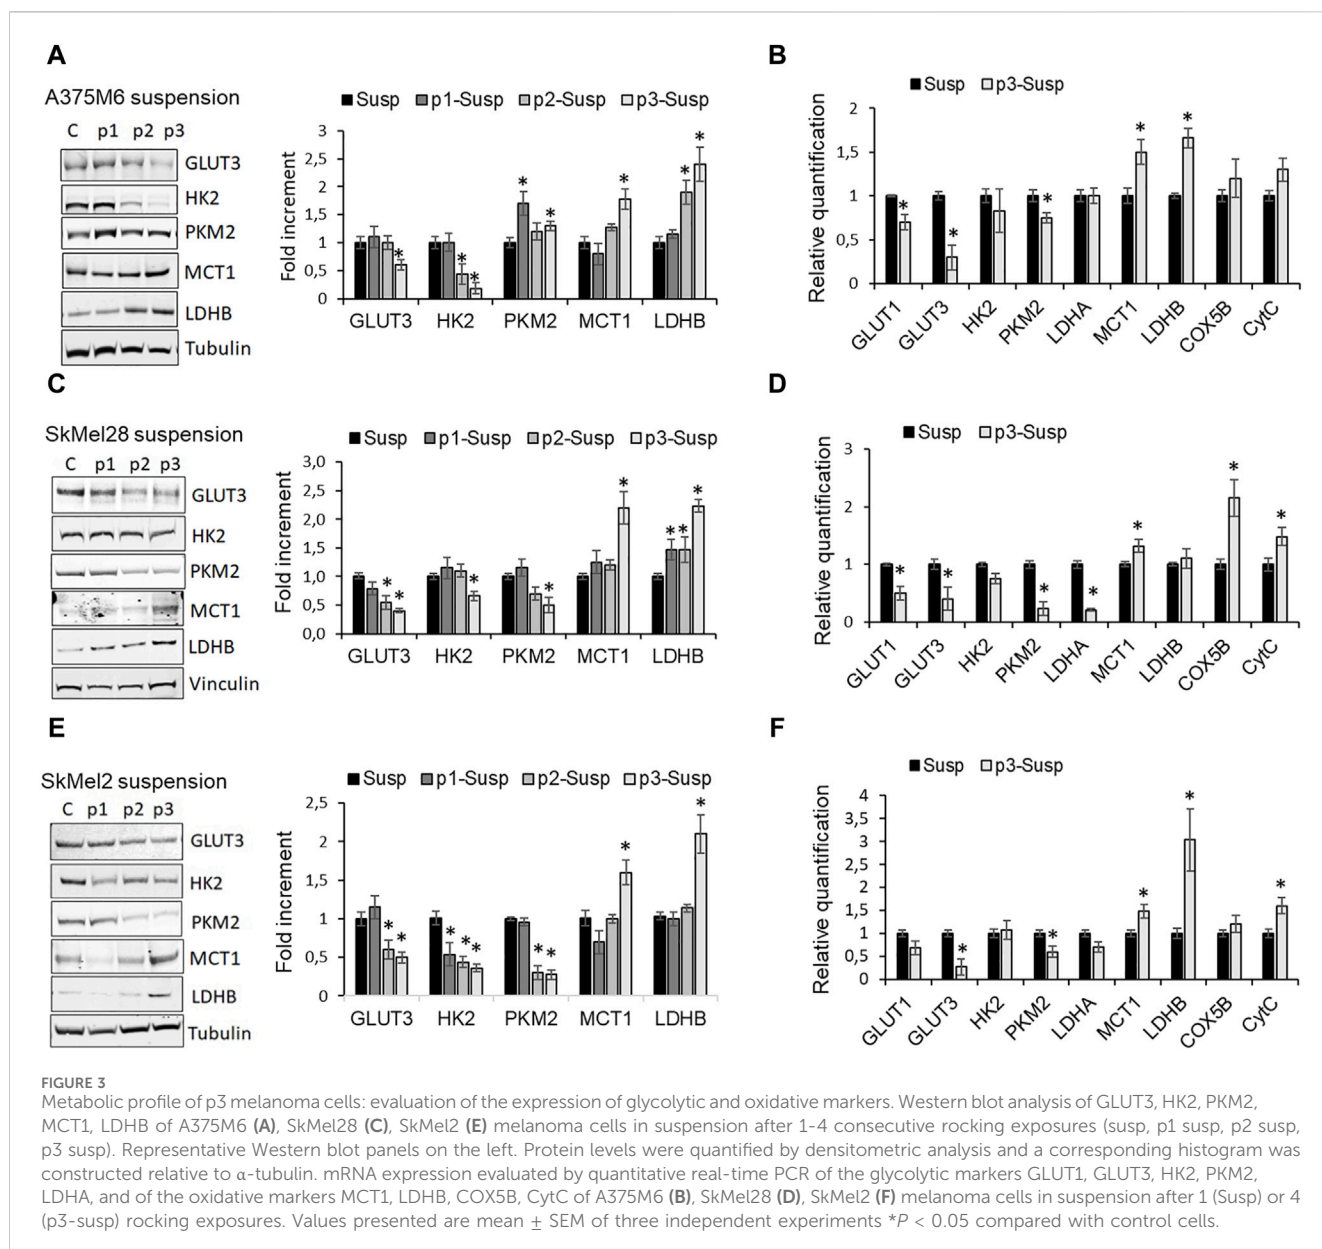 A
A375M6 suspension
C p1 p2 p3
GLUT3
HK2
PKM2
MCT1
LDHB
Tubulin
Susp p1-Susp p2-Susp p3-Susp
Fold increment
3
2,5
2
1,5
1
0,5
0
* * * * * * * *
GLUT3 HK2 PKM2 MCT1 LDHB
B
Susp p3-Susp
Relative quantification
2
1,5
1
0,5
0
* * * * *
GLUT1 GLUT3 HK2 PKM2 LDHA MCT1 LDHB COX5B CytC
C
SkMel28 suspension
C p1 p2 p3
GLUT3
HK2
PKM2
MCT1
LDHB
Vinculin
Susp p1-Susp p2-Susp p3-Susp
Fold increment
3,0
2,5
2,0
1,5
1,0
0,5
0,0
* * * * * * * *
GLUT3 HK2 PKM2 MCT1 LDHB
D
Susp p3-Susp
Relative quantification
3
2
1
0
* * * * * * *
GLUT1 GLUT3 HK2 PKM2 LDHA MCT1 LDHB COX5B CytC
E
SkMel2 suspension
C p1 p2 p3
GLUT3
HK2
PKM2
MCT1
LDHB
Tubulin
Susp p1-Susp p2-Susp p3-Susp
Fold increment
2,5
2
1,5
1
0,5
0
* * * * * * * * *
GLUT3 HK2 PKM2 MCT1 LDHB
F
Susp p3-Susp
Relative quantification
4
3,5
3
2,5
2
1,5
1
0,5
0
* * * * *
GLUT1 GLUT3 HK2 PKM2 LDHA MCT1 LDHB COX5B CytC
FIGURE 3
Metabolic profile of p3 melanoma cells: evaluation of the expression of glycolytic and oxidative markers. Western blot analysis of GLUT3, HK2, PKM2,
MCT1, LDHB of A375M6 (A), SkMel28 (C), SkMel2 (E) melanoma cells in suspension after 1-4 consecutive rocking exposures (susp, p1 susp, p2 susp,
p3 susp). Representative Western blot panels on the left. Protein levels were quantified by densitometric analysis and a corresponding histogram was
constructed relative to α-tubulin. mRNA expression evaluated by quantitative real-time PCR of the glycolytic markers GLUT1, GLUT3, HK2, PKM2,
LDHA, and of the oxidative markers MCT1, LDHB, COX5B, CytC of A375M6 (B), SkMel28 (D), SkMel2 (F) melanoma cells in suspension after 1 (Susp) or 4
(p3-susp) rocking exposures. Values presented are mean ± SEM of three independent experiments *P < 0.05 compared with control cells.